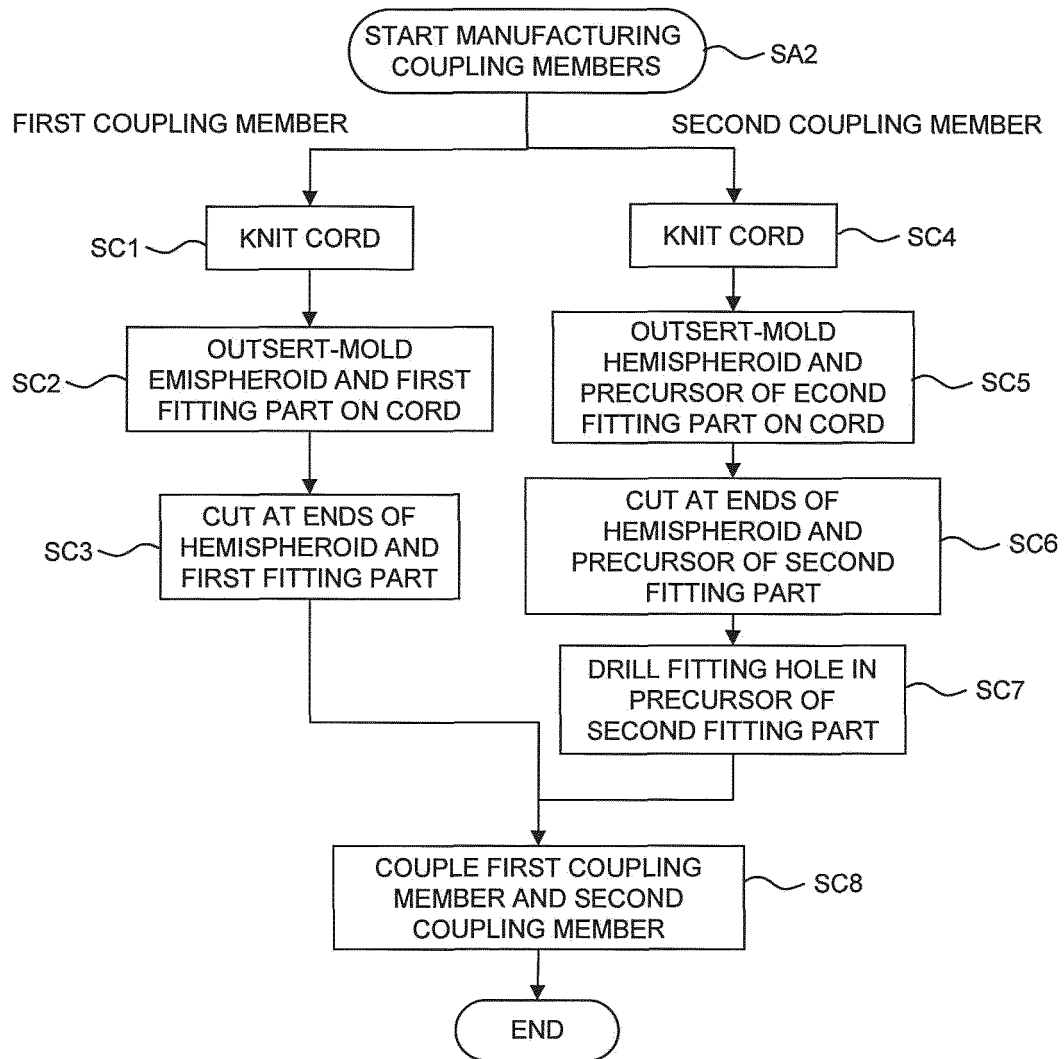 START MANUFACTURING
COUPLING MEMBERS
SA2
FIRST COUPLING MEMBER
SECOND COUPLING MEMBER
KNIT CORD
SC1
KNIT CORD
SC4
OUTSERT-MOLD
EMISPHEROID AND FIRST
FITTING PART ON CORD
SC2
OUTSERT-MOLD
HEMISPHEROID AND
PRECURSOR OF ECOND
FITTING PART ON CORD
SC5
CUT AT ENDS OF
HEMISPHEROID AND
FIRST FITTING PART
SC3
CUT AT ENDS OF
HEMISPHEROID AND
PRECURSOR OF SECOND
FITTING PART
SC6
DRILL FITTING HOLE IN
PRECURSOR OF
SECOND FITTING PART
SC7
COUPLE FIRST COUPLING
MEMBER AND SECOND
COUPLING MEMBER
SC8
END